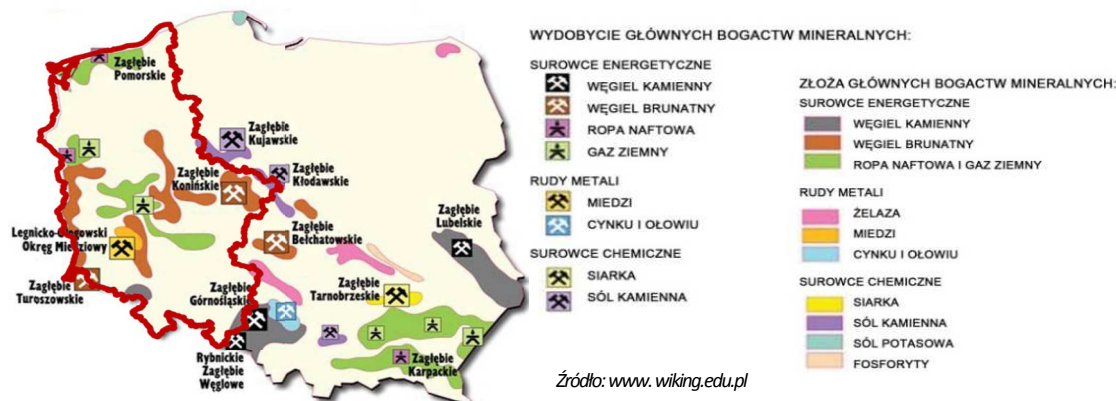 Zagłębie
Pomorskie
Zagłębie
Kujawskie
Zagłębie
Kłodawskie
Zagłębie
Konińskie
Zagłębie
Bełchatowskie
Zagłębie
Lubelskie
Legnicko-Głogowski
Okręg Miedziowy
Zagłębie
Turoszowskie
Zagłębie
Górnośląskie
Zagłębie
Tarnobrzeskie
Rybnickie
Zagłębie
Węglowe
Zagłębie
Karpackie
WYDOBYCIE GŁÓWNYCH BOGACTW MINERALNYCH:
SUROWCE ENERGETYCZNE
WĘGIEL KAMIENNY
WĘGIEL BRUNATNY
ROPA NAFTOWA
GAZ ZIEMNY
RUDY METALI
MIEDZI
CYNKU I OŁOWIU
SUROWCE CHEMICZNE
SIARKA
SÓL KAMIENNA
ZŁOŻA GŁÓWNYCH BOGACTW MINERALNYCH:
SUROWCE ENERGETYCZNE
WĘGIEL KAMIENNY
WĘGIEL BRUNATNY
ROPA NAFTOWA I GAZ ZIEMNY
RUDY METALI
ŻELAZA
MIEDZI
CYNKU I OŁOWIU
SUROWCE CHEMICZNE
SIARKA
SÓL KAMIENNA
SÓL POTASOWA
FOSFORYTY
Źródło: www. wiking.edu.pl